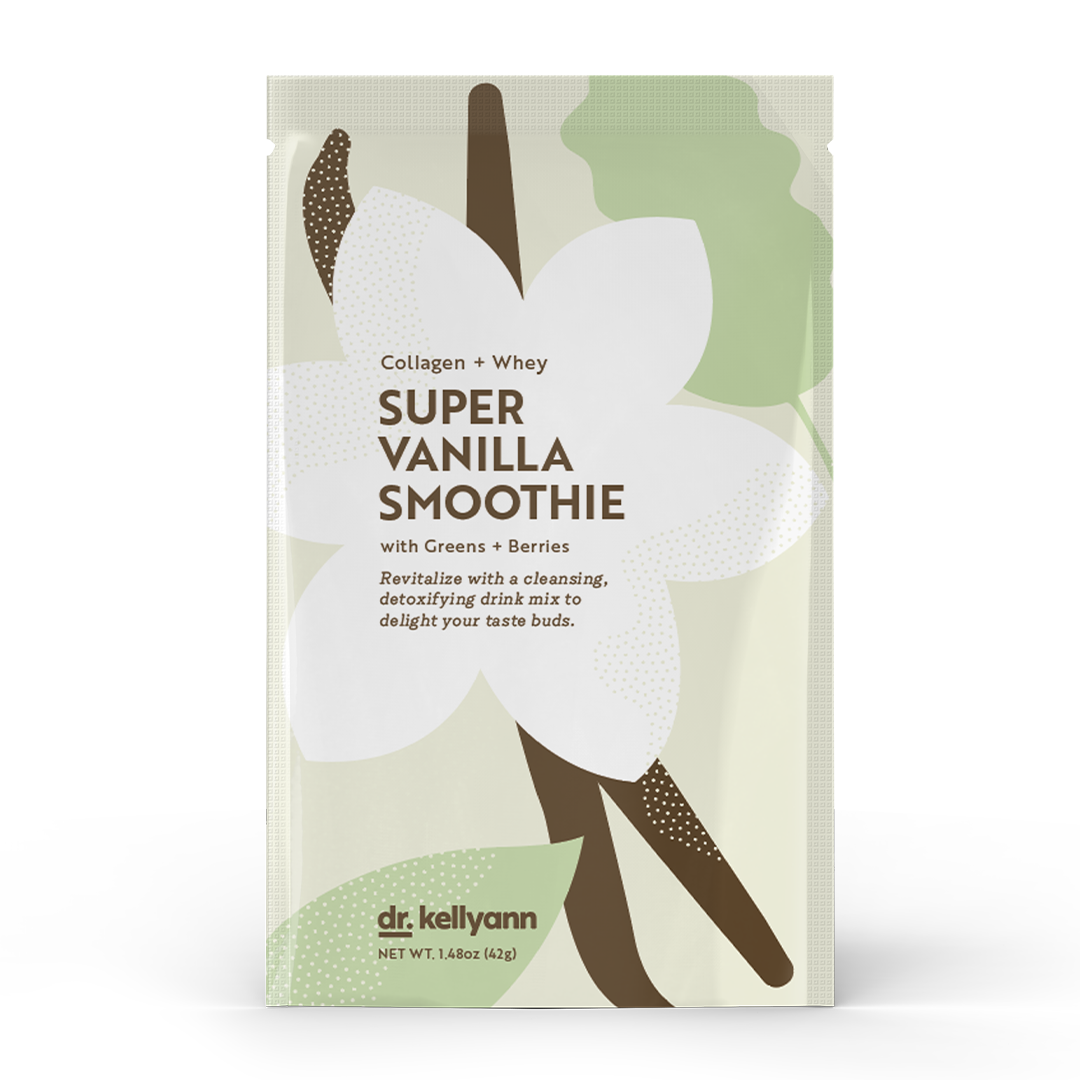 Collagen + Whey
SUPER
VANILLA
SMOOTHIE
with Greens + Berries
Revitalize with a cleansing,
detoxifying drink mix to
delight your taste buds.
dr. kellyann
NET WT. 1.48oz (42g)